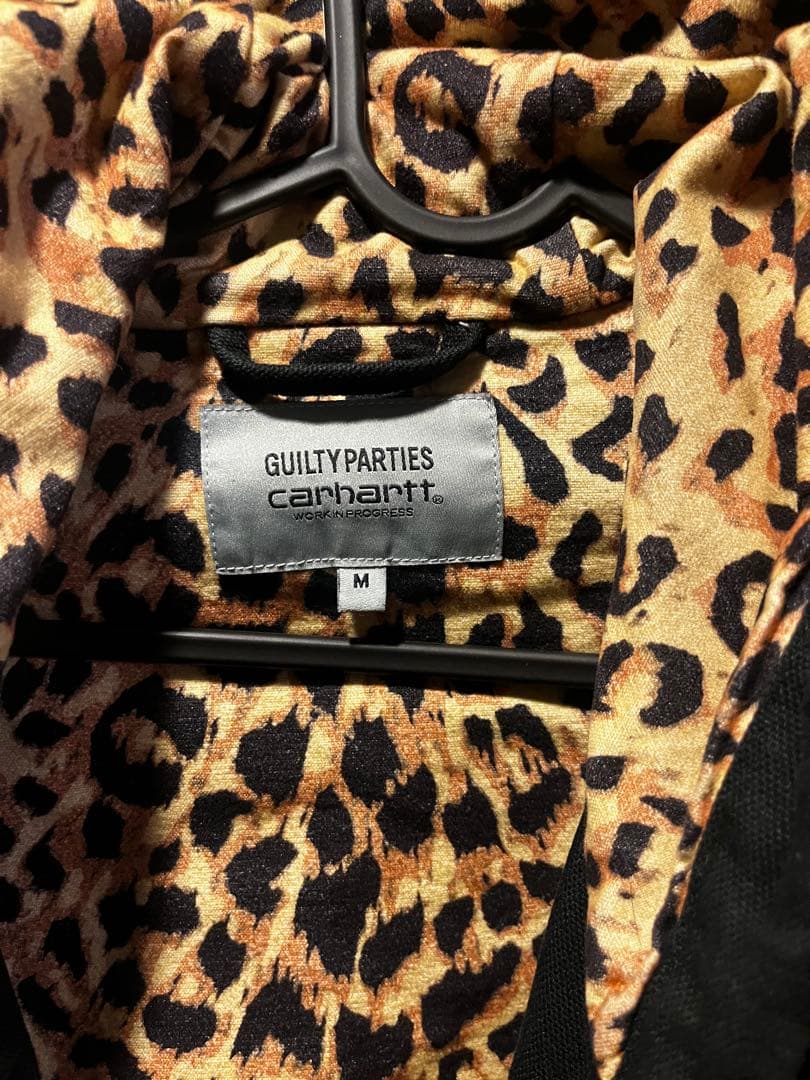 GUILTY PARTIES
carhartt®
WORK IN PROGRESS
M